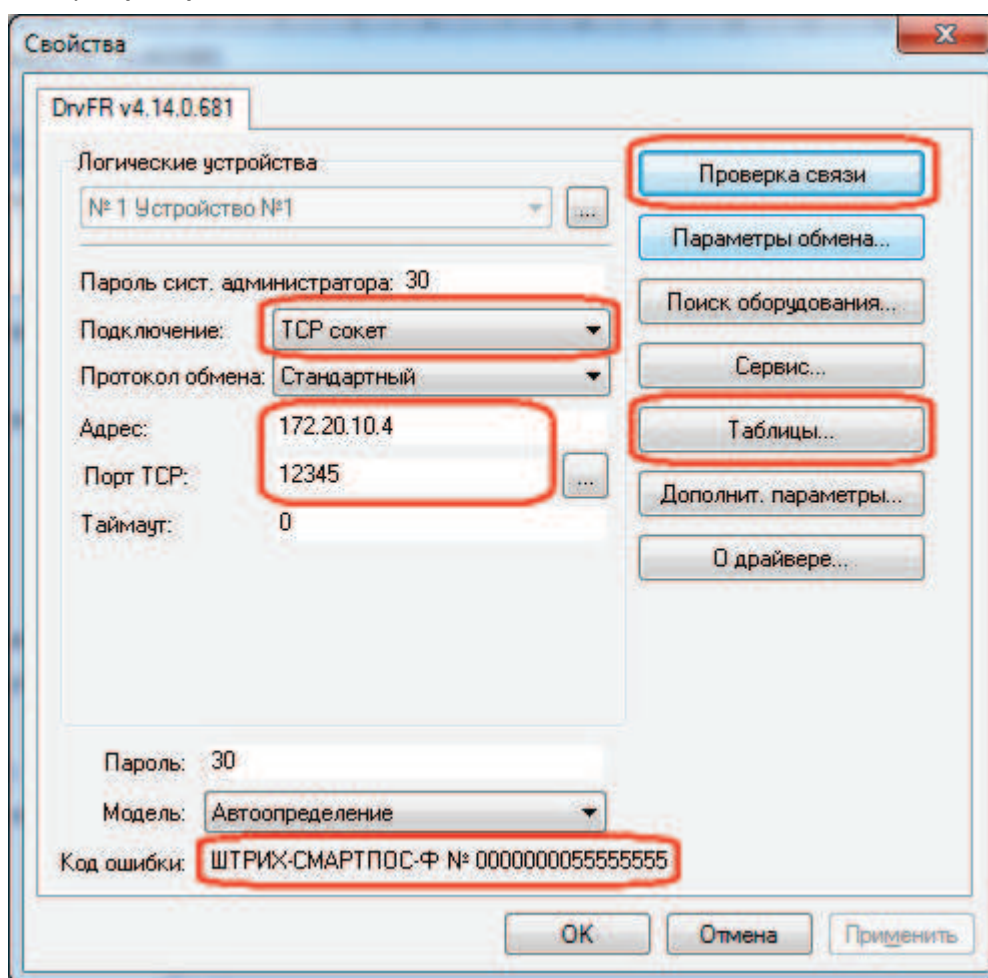 Свойства
DrvFR v4.14.0.681
Логические устройства
№ 1 Устройство №1
...
Пароль сист. администратора: 30
Подключение: TCP сокет
Протокол обмена: Стандартный
Адрес: 172.20.10.4
Порт TCP: 12345
...
Таймаут: 0
Проверка связи
Параметры обмена...
Поиск оборудования...
Сервис...
Таблицы...
Дополнит. параметры...
О драйвере...
Пароль: 30
Модель: Автоопределение
Код ошибки: ШТРИХ-СМАРТПОС-Ф № 0000000055555555
OK
Отмена
Применить